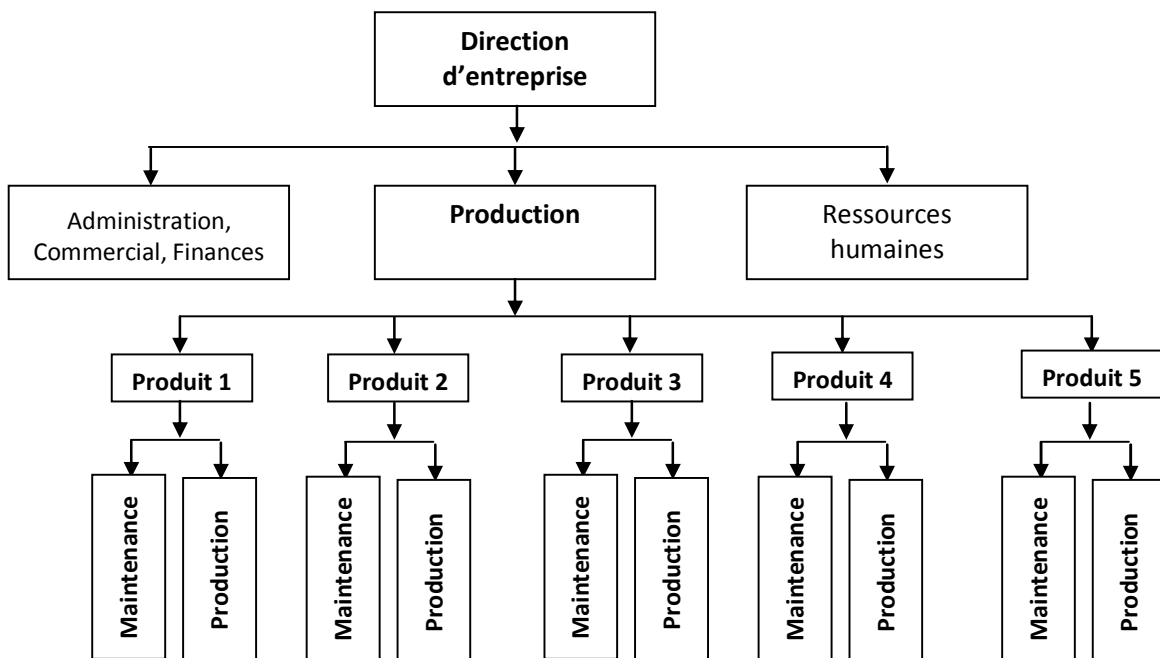 Direction
d’entreprise
Administration,
Commercial, Finances
Production
Ressources
humaines
Produit 1
Produit 2
Produit 3
Produit 4
Produit 5
Maintenance
Production
Maintenance
Production
Maintenance
Production
Maintenance
Production
Maintenance
Production